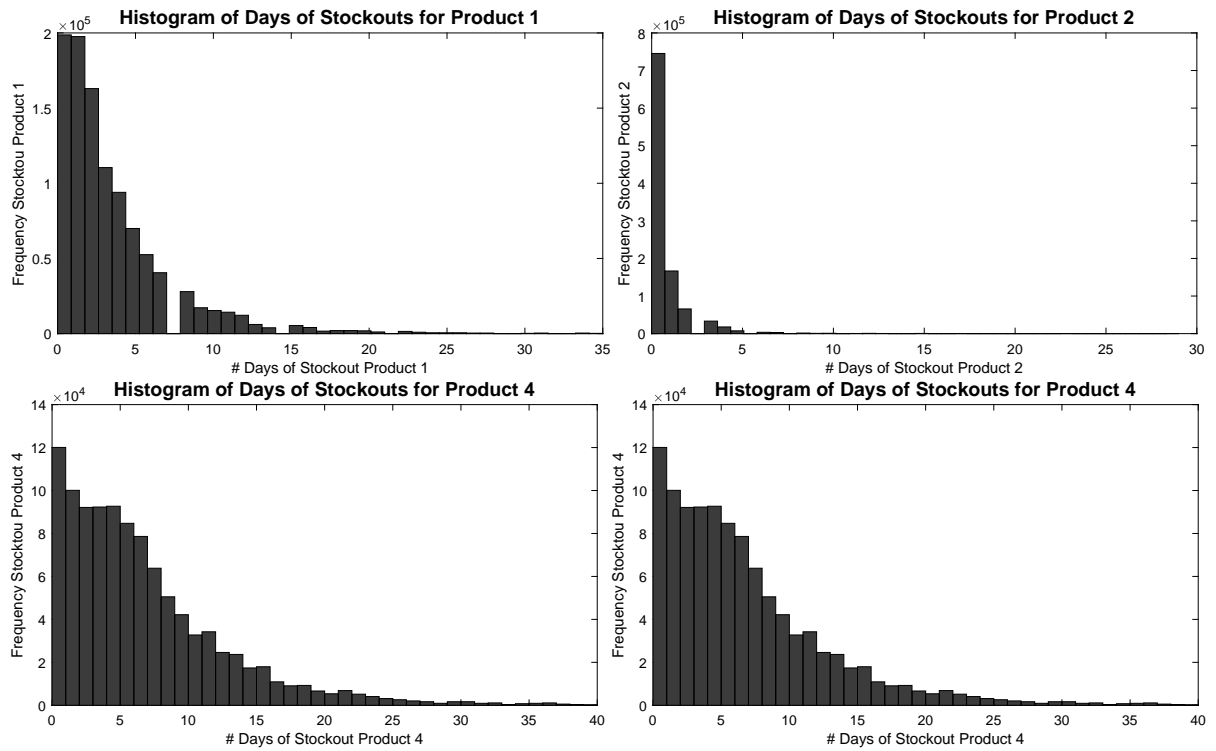 Histogram of Days of Stockouts for Product 1
×10^5
2
1.5
1
0.5
0
Frequency Stocktou Product 1
0 5 10 15 20 25 30 35
# Days of Stockout Product 1
Histogram of Days of Stockouts for Product 2
×10^5
8
7
6
5
4
3
2
1
0
Frequency Stocktou Product 2
0 5 10 15 20 25 30
# Days of Stockout Product 2
Histogram of Days of Stockouts for Product 4
×10^4
14
12
10
8
6
4
2
0
Frequency Stocktou Product 4
0 5 10 15 20 25 30 35 40
# Days of Stockout Product 4
Histogram of Days of Stockouts for Product 4
×10^4
14
12
10
8
6
4
2
0
Frequency Stocktou Product 4
0 5 10 15 20 25 30 35 40
# Days of Stockout Product 4